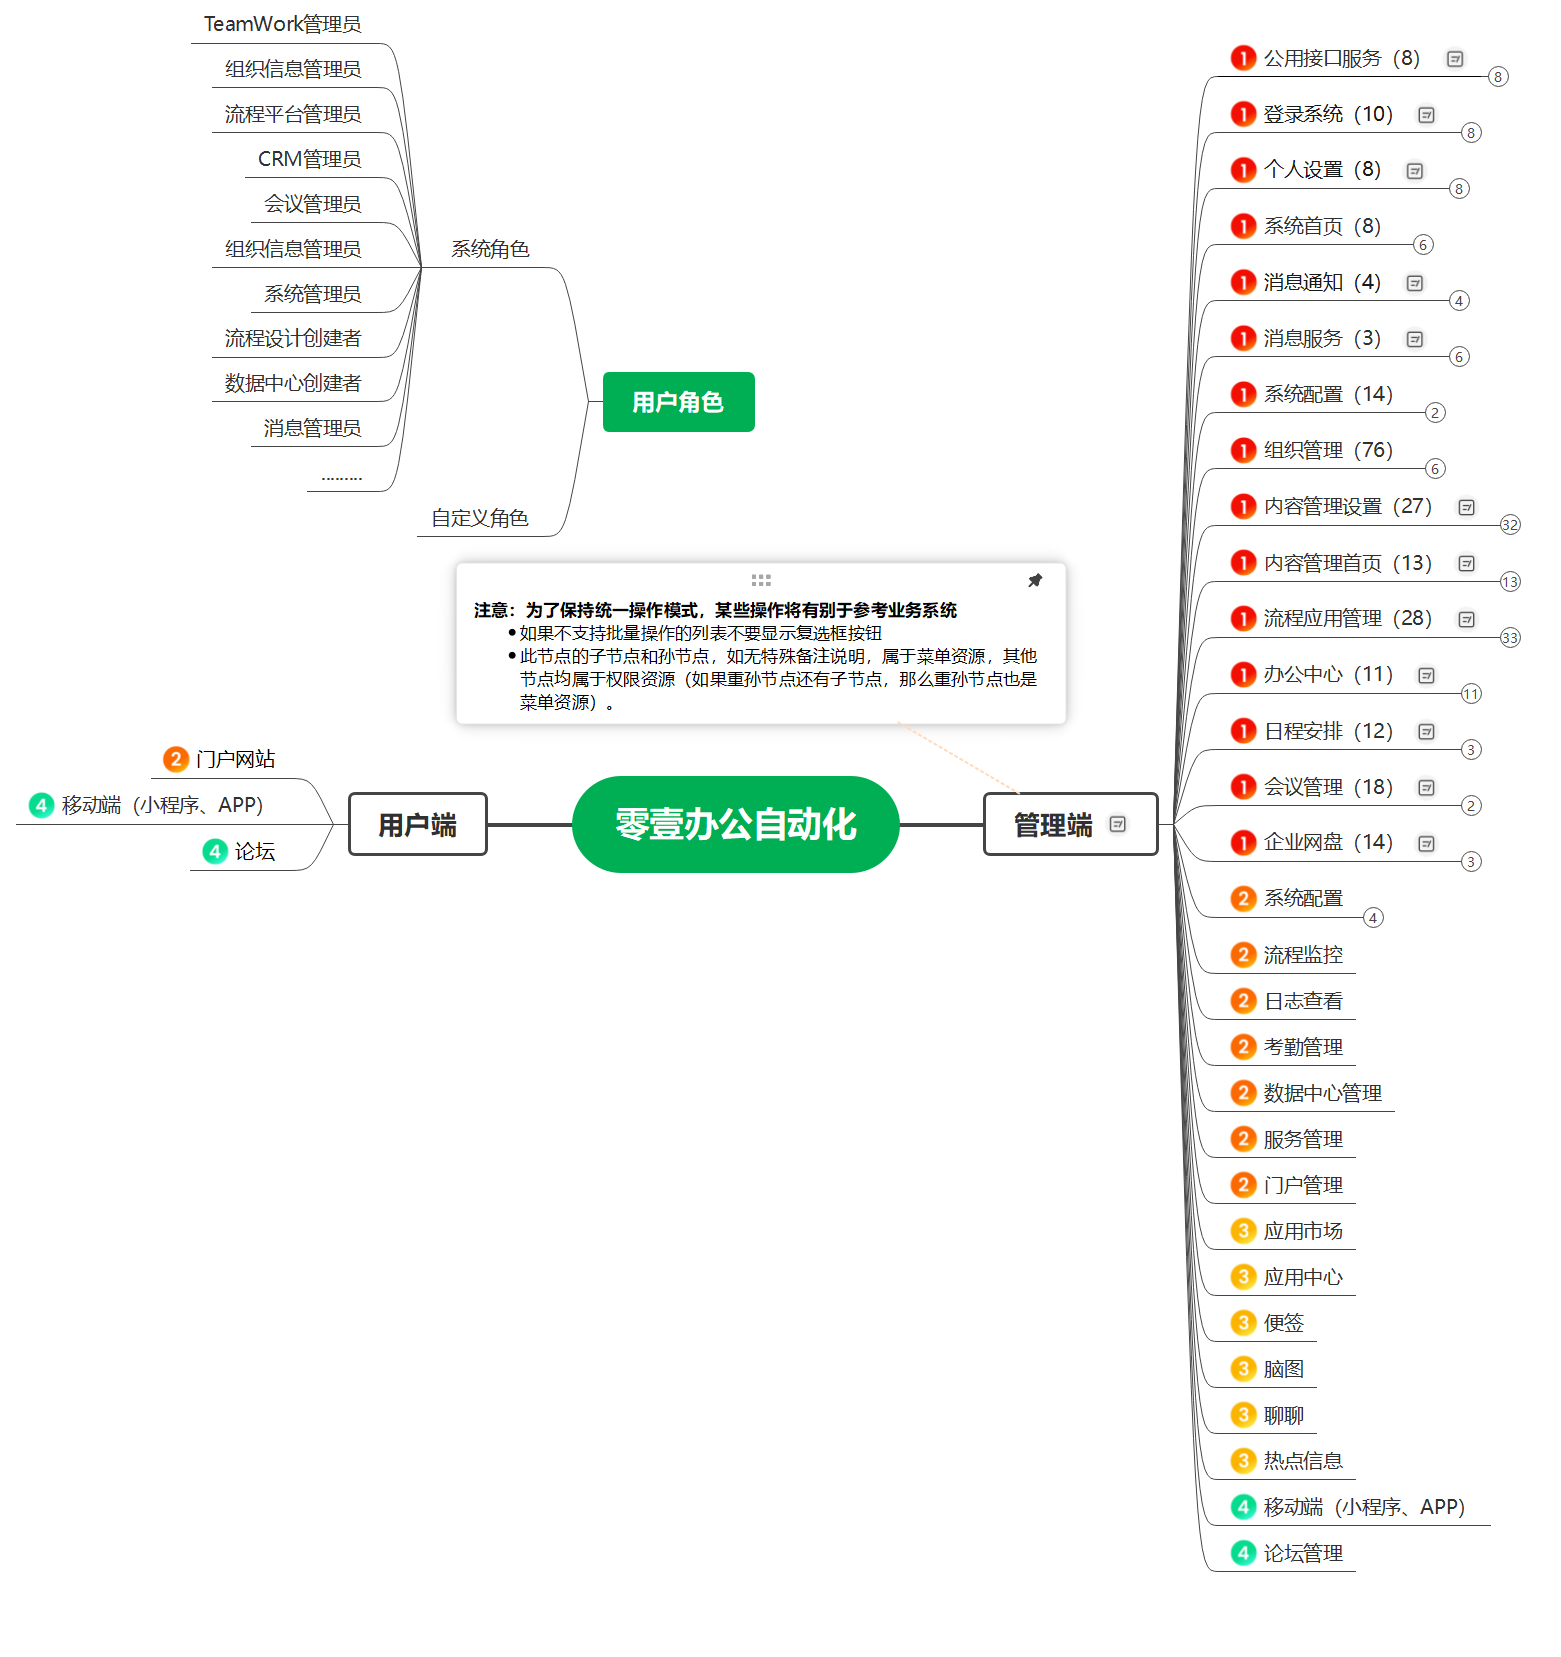 TeamWork管理员
组织信息管理员
流程平台管理员
CRM管理员
会议管理员
组织信息管理员
系统管理员
流程设计创建者
数据中心创建者
消息管理员
.........
系统角色
自定义角色
用户角色
注意：为了保持统一操作模式，某些操作将有别于参考业务系统
•如果不支持批量操作的列表不要显示复选框按钮
•此节点的子节点和孙节点，如无特殊备注说明，属于菜单资源，其他
节点均属于权限资源（如果重孙节点还有子节点，那么重孙节点也是
菜单资源）。
2 门户网站
4 移动端（小程序、APP）
4 论坛
用户端
零壹办公自动化
管理端
1 公用接口服务（8） 8
1 登录系统（10） 8
1 个人设置（8） 8
1 系统首页（8） 6
1 消息通知（4） 4
1 消息服务（3） 6
1 系统配置（14） 2
1 组织管理（76） 6
1 内容管理设置（27） 32
1 内容管理首页（13） 13
1 流程应用管理（28） 33
1 办公中心（11） 11
1 日程安排（12） 3
1 会议管理（18） 2
1 企业网盘（14） 3
2 系统配置 4
2 流程监控
2 日志查看
2 考勤管理
2 数据中心管理
2 服务管理
2 门户管理
3 应用市场
3 应用中心
3 便签
3 脑图
3 聊聊
3 热点信息
4 移动端（小程序、APP）
4 论坛管理